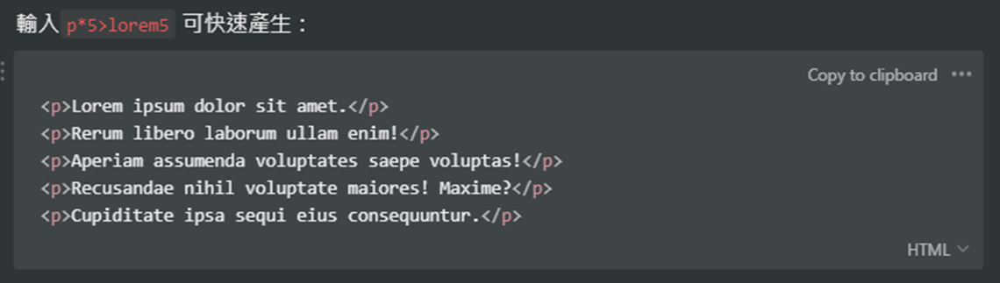 輸入 p*5>lorem5 可快速產生：
Copy to clipboard
<p>Lorem ipsum dolor sit amet.</p>
<p>Rerum libero laborum ullam enim!</p>
<p>Aperiam assumenda voluptates saepe voluptas!</p>
<p>Recusandae nihil voluptate maiores! Maxime?</p>
<p>Cupiditate ipsa sequi eius consequuntur.</p>
HTML